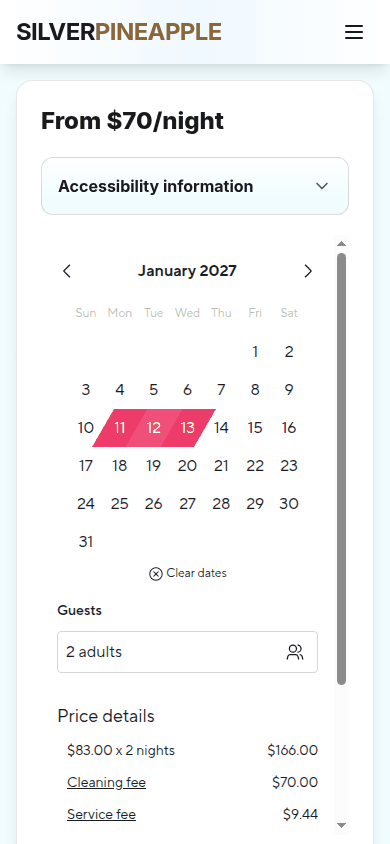 SILVERPINEAPPLE
From $70/night
Accessibility information
January 2027
Sun Mon Tue Wed Thu Fri Sat
1 2
3 4 5 6 7 8 9
10 11 12 13 14 15 16
17 18 19 20 21 22 23
24 25 26 27 28 29 30
31
Clear dates
Guests
2 adults
Price details
$83.00 x 2 nights $166.00
Cleaning fee $70.00
Service fee $9.44